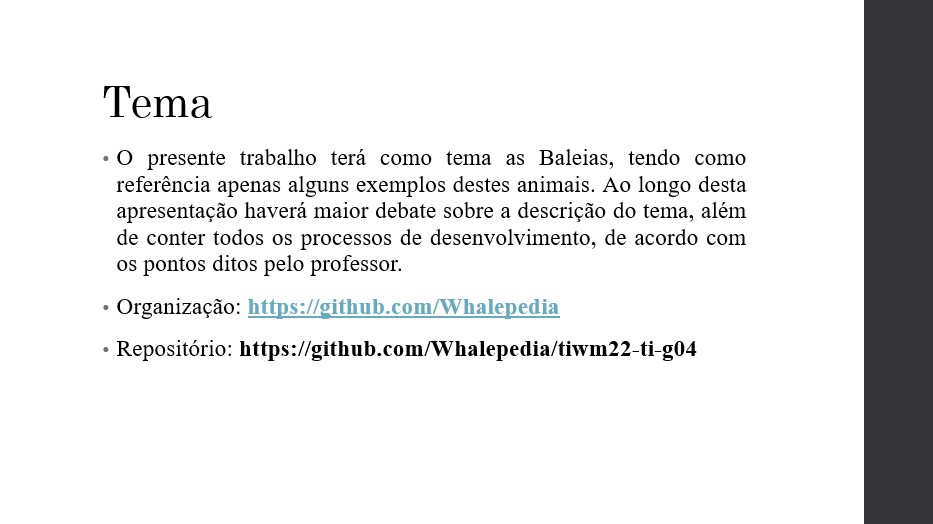 Tema
• O presente trabalho terá como tema as Baleias, tendo como
referência apenas alguns exemplos destes animais. Ao longo desta
apresentação haverá maior debate sobre a descrição do tema, além
de conter todos os processos de desenvolvimento, de acordo com
os pontos ditos pelo professor.
• Organização: https://github.com/Whalepedia
• Repositório: https://github.com/Whalepedia/tiwm22-ti-g04